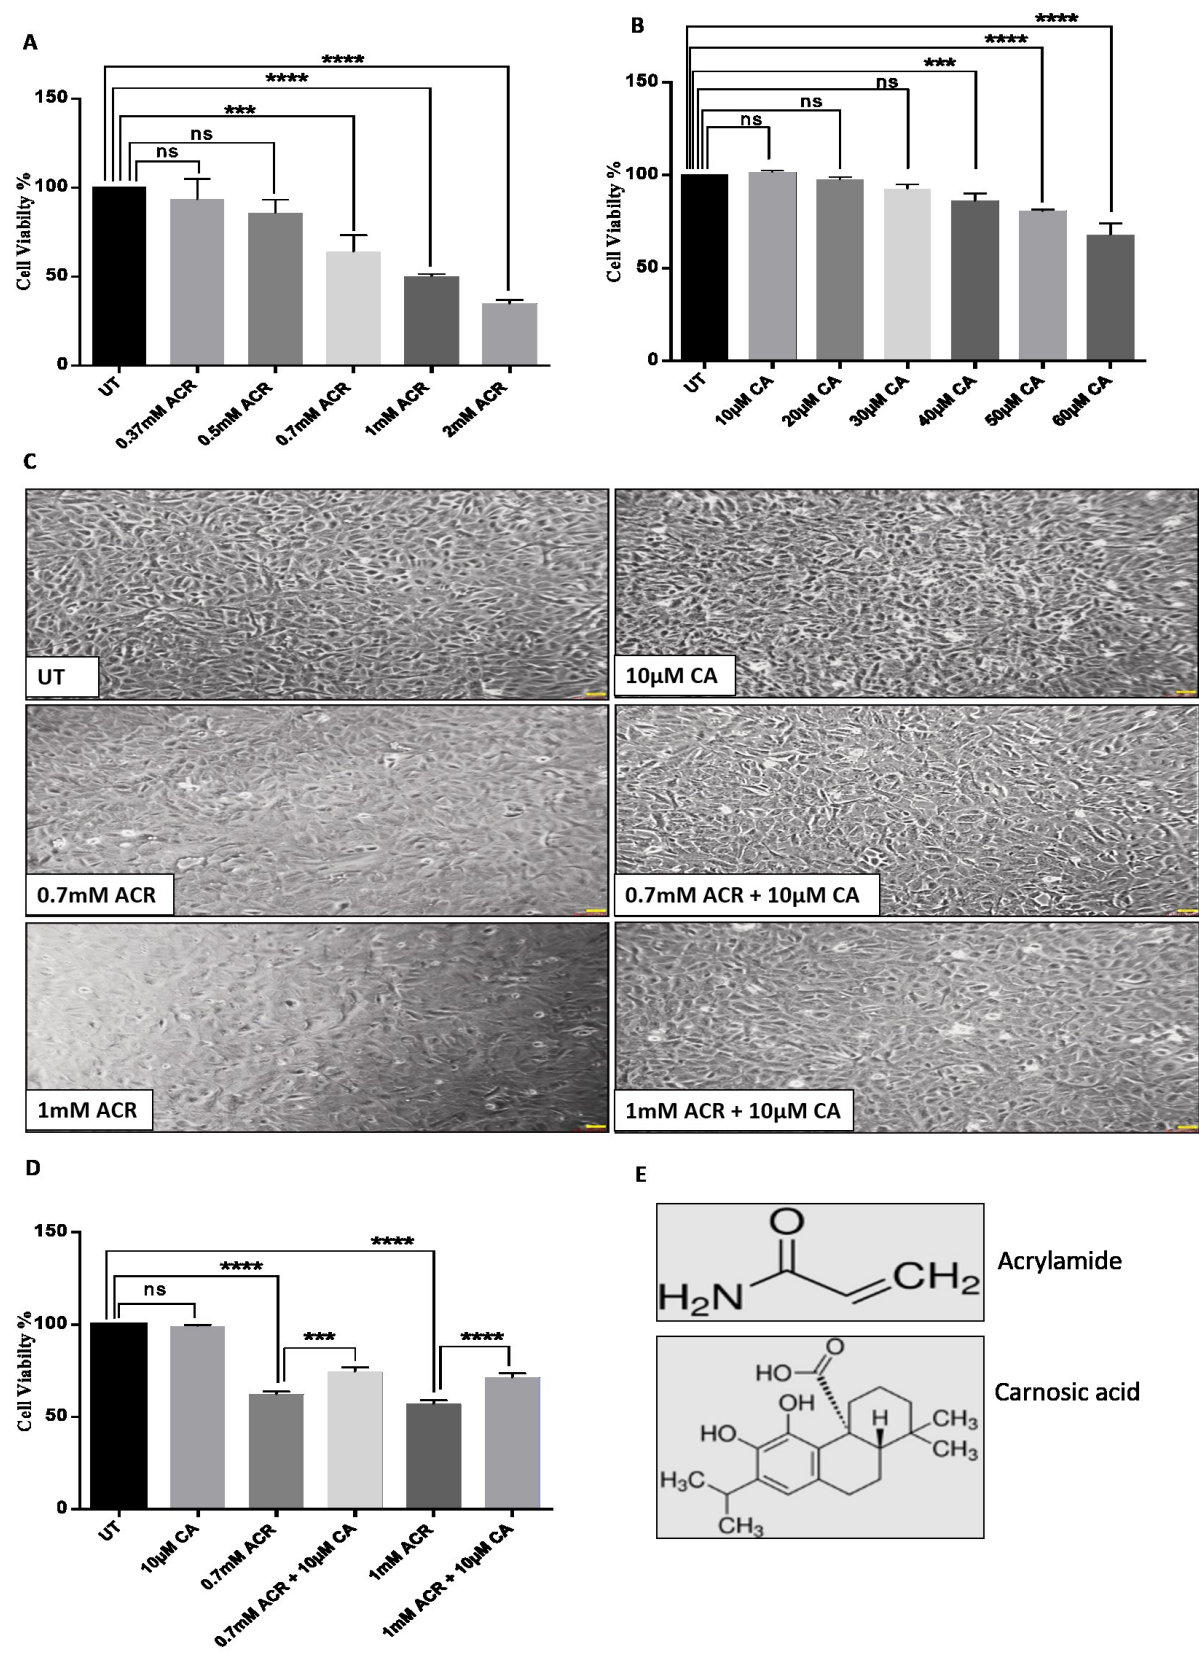 A
****
****
***
ns
ns
150
100
50
0
Cell Viabilty %
UT
0.37mM ACR
0.5mM ACR
0.7mM ACR
1mM ACR
2mM ACR
B
****
****
***
ns
ns
ns
150
100
50
0
Cell Viabilty %
UT
10µM CA
20µM CA
30µM CA
40µM CA
50µM CA
60µM CA
C
UT
10µM CA
0.7mM ACR
0.7mM ACR + 10µM CA
1mM ACR
1mM ACR + 10µM CA
D
****
****
ns
***
****
150
100
50
0
Cell Viabilty %
UT
10µM CA
0.7mM ACR
0.7mM ACR + 10µM CA
1mM ACR
1mM ACR + 10µM CA
E
O
H₂N
CH₂
Acrylamide
O
HO
OH
HO
H
CH₃
CH₃
H₃C
CH₃
Carnosic acid